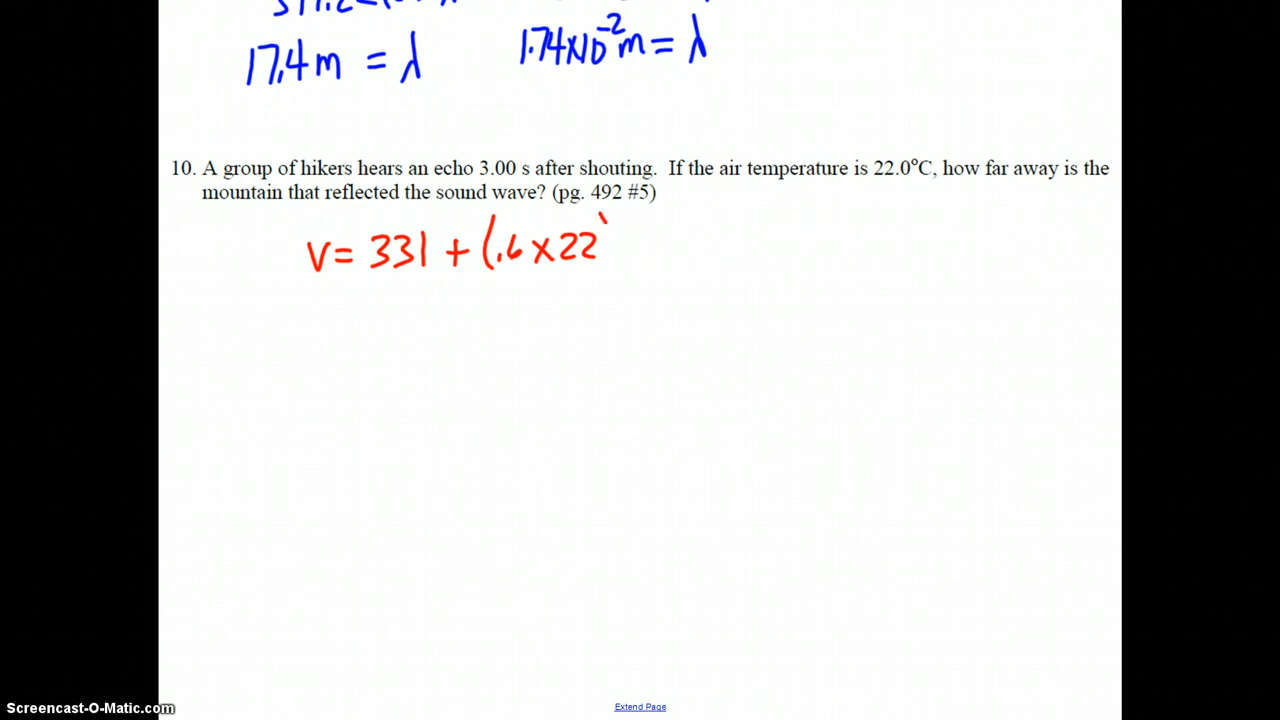 17.4 m = λ 1.74×10⁻² m = λ
10. A group of hikers hears an echo 3.00 s after shouting. If the air temperature is 22.0°C, how far away is the
mountain that reflected the sound wave? (pg. 492 #5)
v = 331 + (.6 x 22
Extend Page
Screencast-O-Matic.com